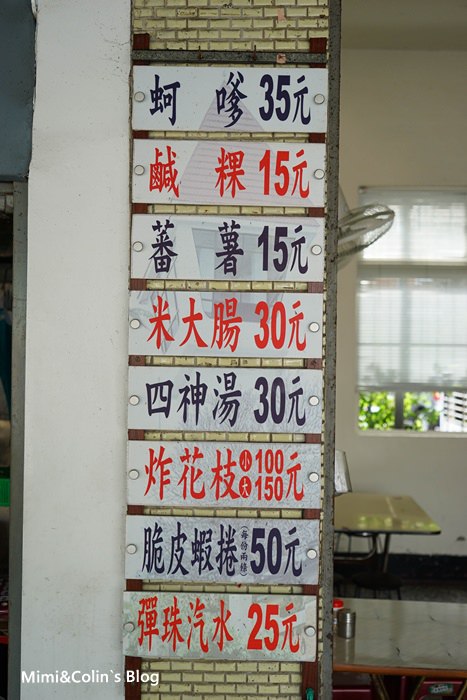 蚵嗲 35元
鹹粿 15元
蕃薯 15元
米大腸 30元
四神湯 30元
炸花枝 小100 大150元
脆皮蝦捲(每份兩條) 50元
彈珠汽水 25元
Mimi&Colin`s Blog